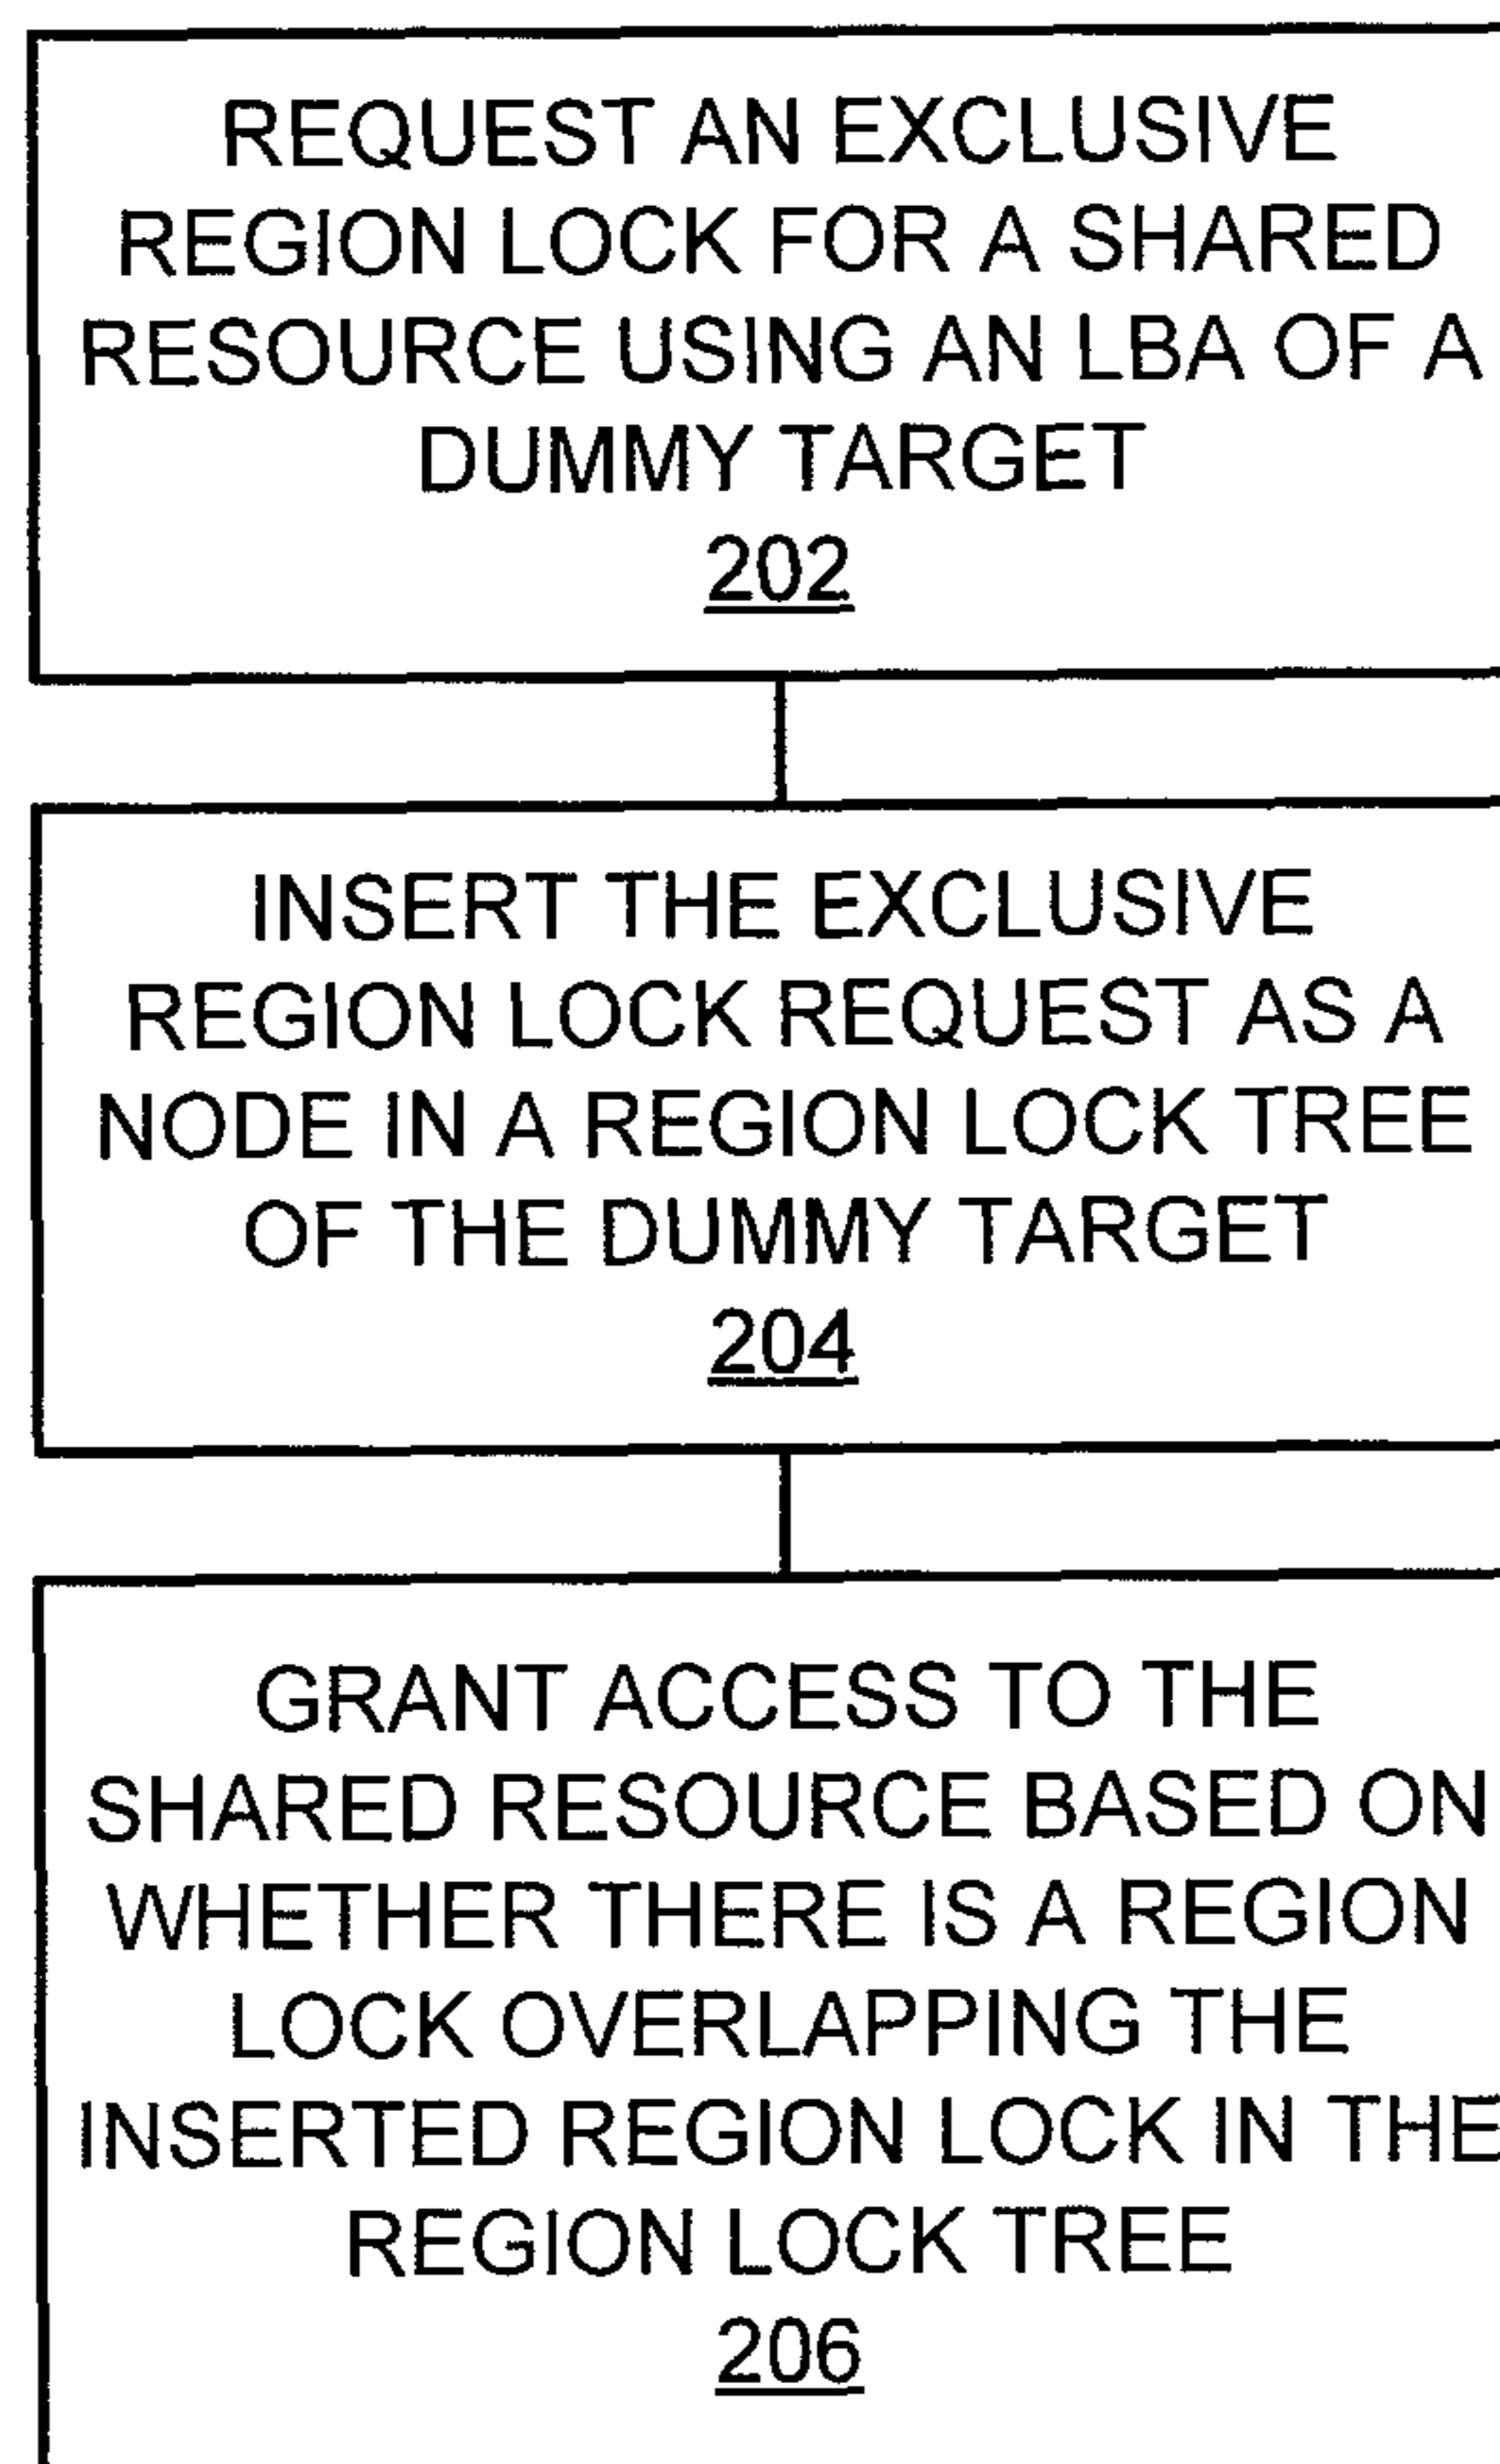 REQUEST AN EXCLUSIVE
REGION LOCK FOR A SHARED
RESOURCE USING AN LBA OF A
DUMMY TARGET
202
INSERT THE EXCLUSIVE
REGION LOCK REQUEST AS A
NODE IN A REGION LOCK TREE
OF THE DUMMY TARGET
204
GRANT ACCESS TO THE
SHARED RESOURCE BASED ON
WHETHER THERE IS A REGION
LOCK OVERLAPPING THE
INSERTED REGION LOCK IN THE
REGION LOCK TREE
206